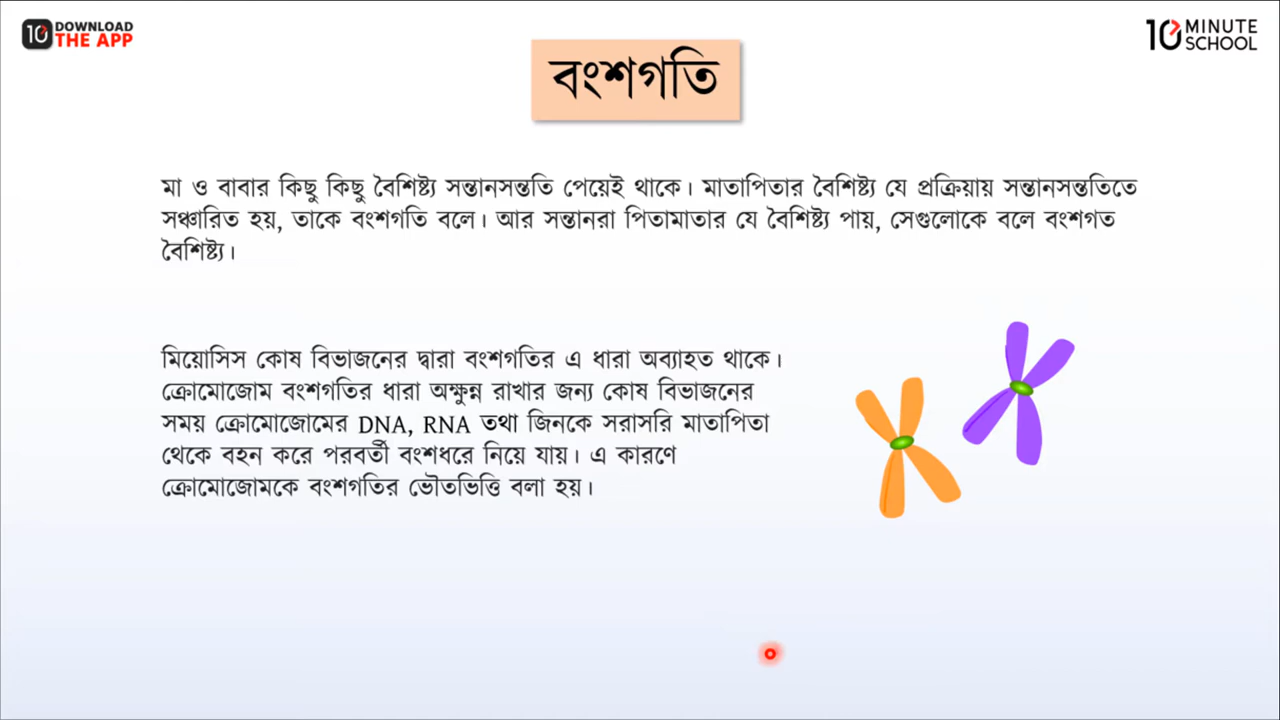 10 DOWNLOAD
THE APP
10 MINUTE
SCHOOL
বংশগতি
মা ও বাবার কিছু কিছু বৈশিষ্ট্য সন্তানসন্ততি পেয়েই থাকে। মাতাপিতার বৈশিষ্ট্য যে প্রক্রিয়ায় সন্তানসন্ততিতে
সঞ্চারিত হয়, তাকে বংশগতি বলে। আর সন্তানরা পিতামাতার যে বৈশিষ্ট্য পায়, সেগুলোকে বলে বংশগত
বৈশিষ্ট্য।
মিয়োসিস কোষ বিভাজনের দ্বারা বংশগতির এ ধারা অব্যাহত থাকে।
ক্রোমোজোম বংশগতির ধারা অক্ষুন্ন রাখার জন্য কোষ বিভাজনের
সময় ক্রোমোজোমের DNA, RNA তথা জিনকে সরাসরি মাতাপিতা
থেকে বহন করে পরবর্তী বংশধরে নিয়ে যায়। এ কারণে
ক্রোমোজোমকে বংশগতির ভৌতভিত্তি বলা হয়।